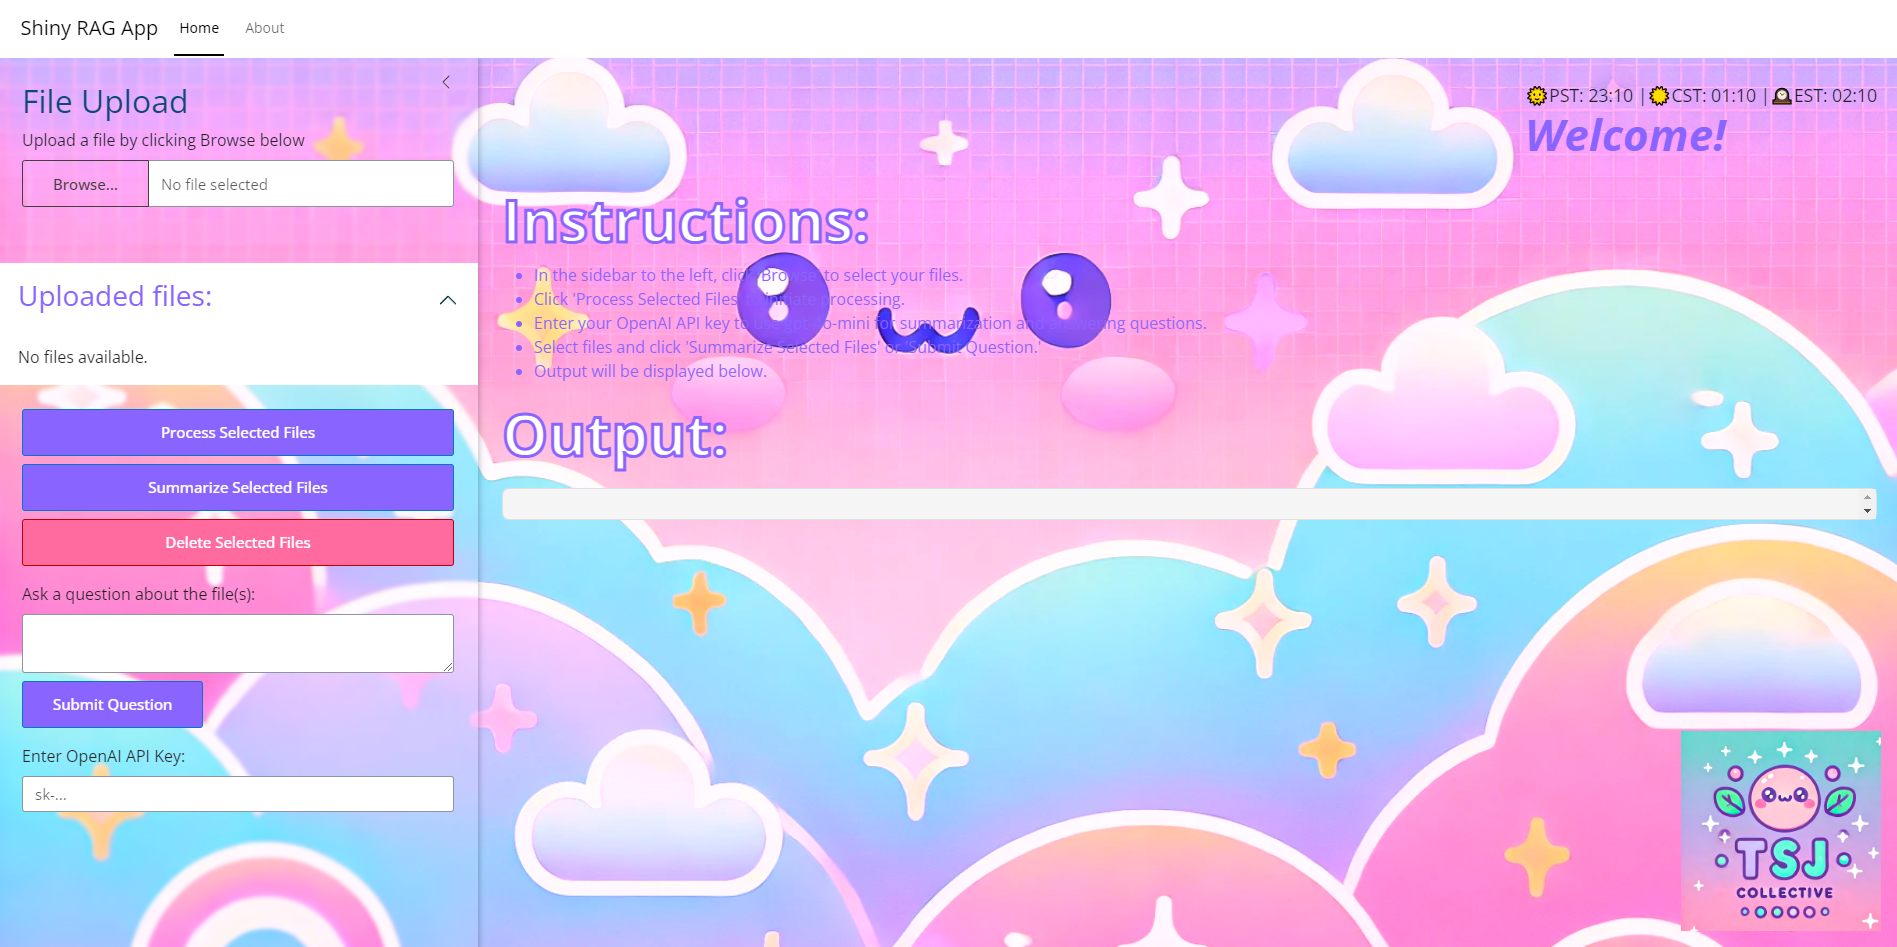 Shiny RAG App Home About
File Upload
Upload a file by clicking Browse below
Browse... No file selected
Uploaded files:
No files available.
Process Selected Files
Summarize Selected Files
Delete Selected Files
Ask a question about the file(s):
Submit Question
Enter OpenAI API Key:
sk-...
PST: 23:10 | CST: 01:10 | EST: 02:10
Welcome!
Instructions:
In the sidebar to the left, click 'Browse' to select your files.
Click 'Process Selected Files' to initiate processing.
Enter your OpenAI API key to use gpt-4o-mini for summarization and answering questions.
Select files and click 'Summarize Selected Files' or 'Submit Question.'
Output will be displayed below.
Output:
TSJ
COLLECTIVE